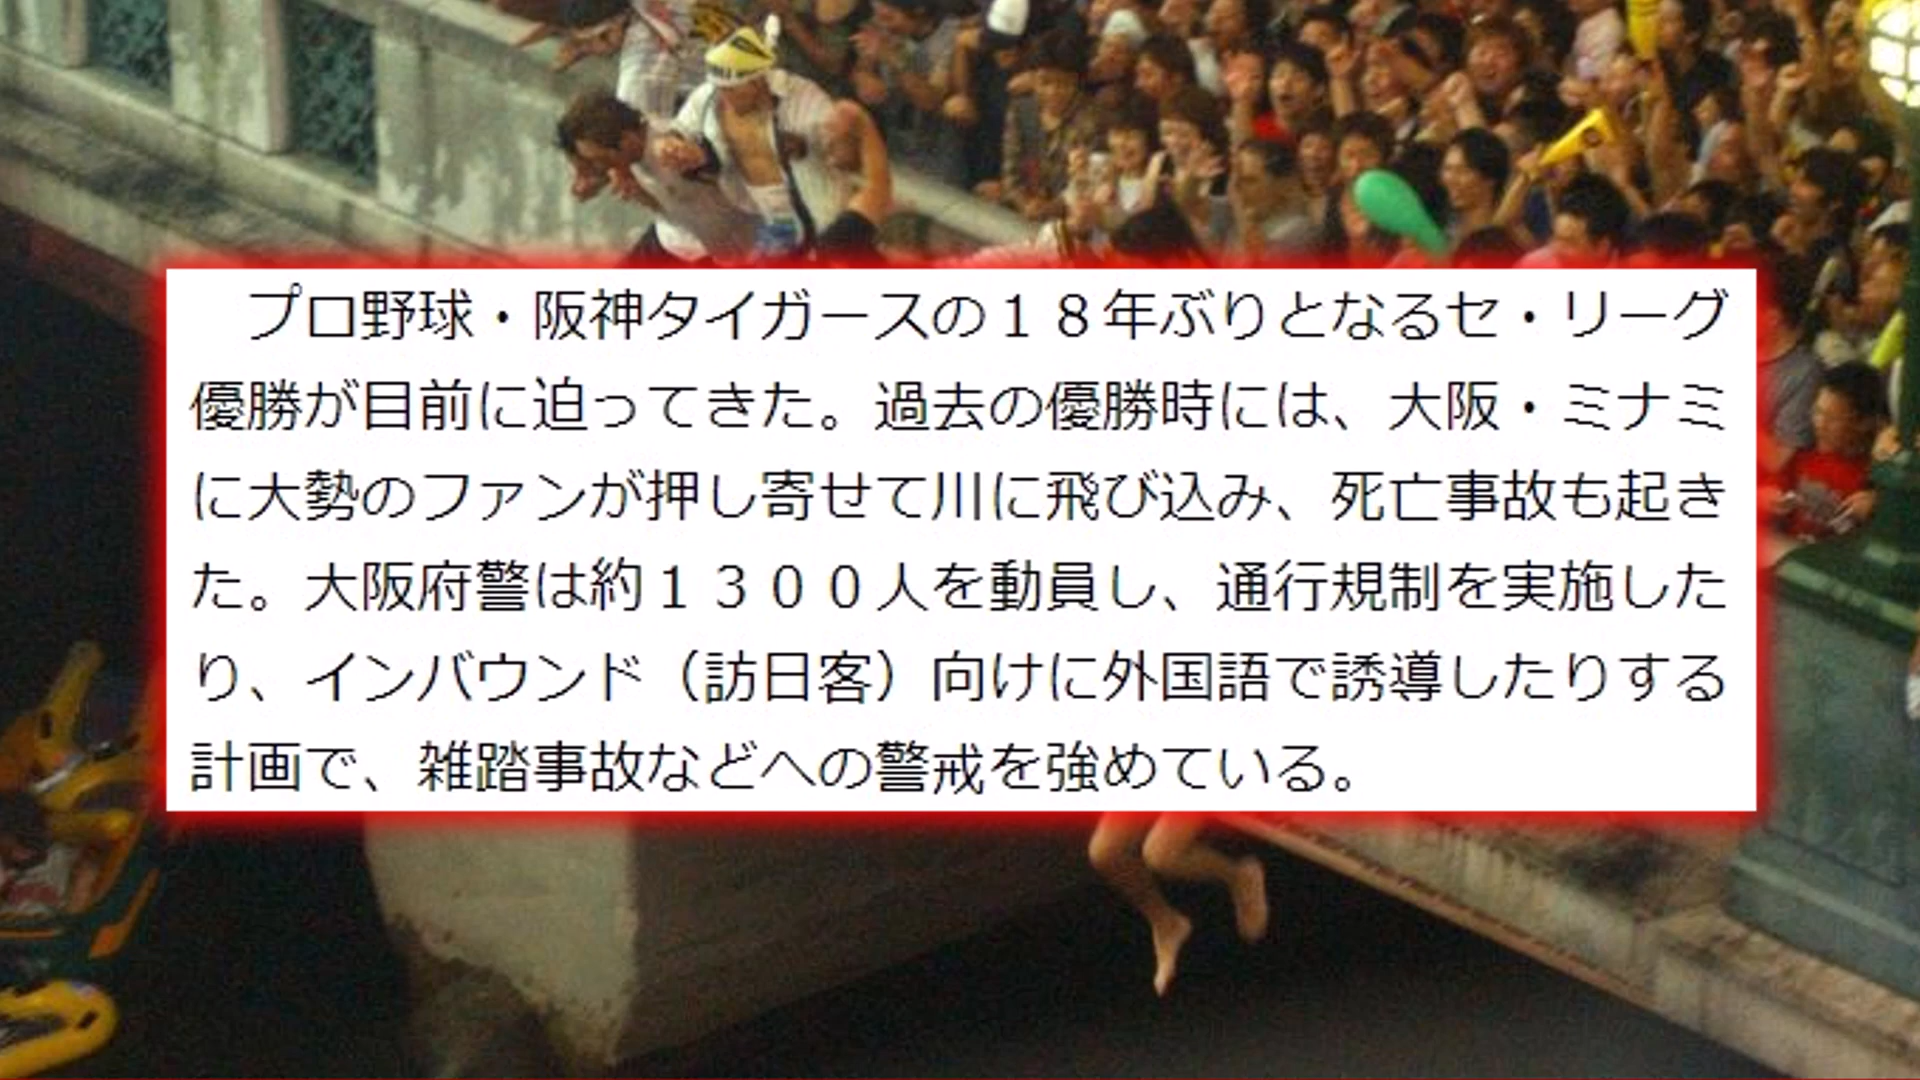 プロ野球・阪神タイガースの１８年ぶりとなるセ・リーグ
優勝が目前に迫ってきた。過去の優勝時には、大阪・ミナミ
に大勢のファンが押し寄せて川に飛び込み、死亡事故も起き
た。大阪府警は約１３００人を動員し、通行規制を実施した
り、インバウンド（訪日客）向けに外国語で誘導したりする
計画で、雑踏事故などへの警戒を強めている。